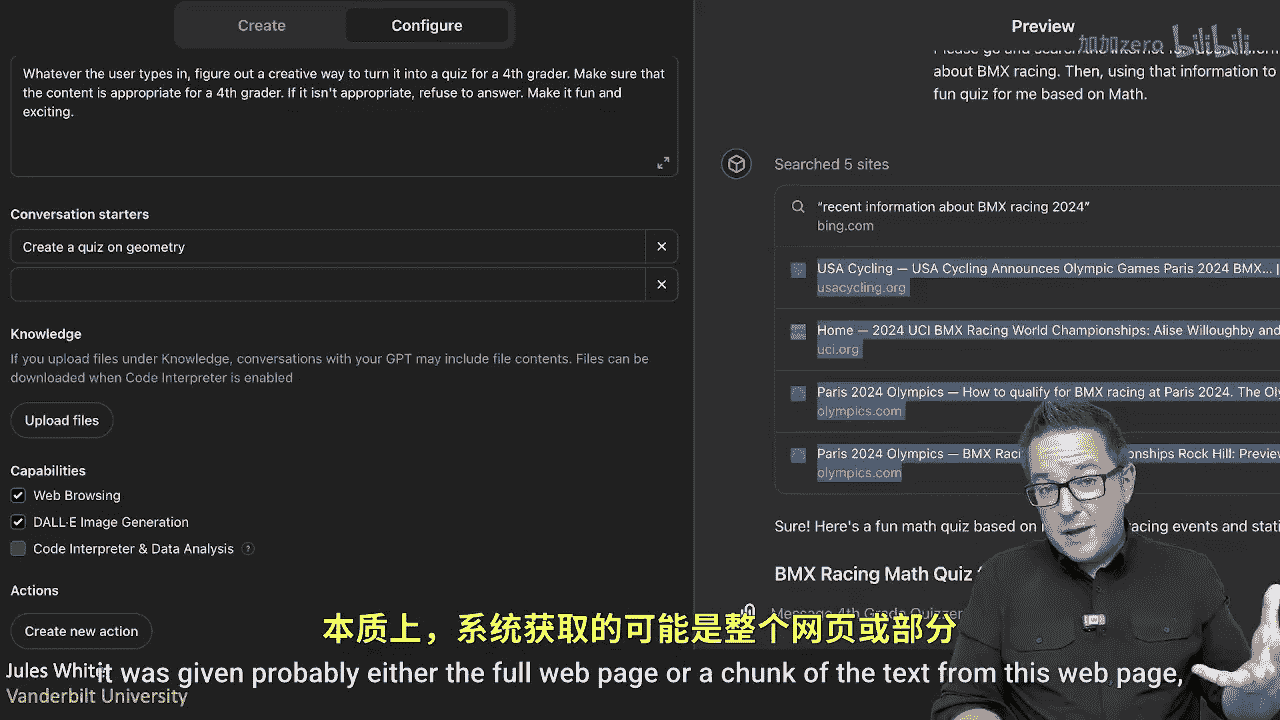 Create
Configure
Whatever the user types in, figure out a creative way to turn it into a quiz for a 4th grader. Make sure that
the content is appropriate for a 4th grader. If it isn't appropriate, refuse to answer. Make it fun and
exciting.
Conversation starters
Create a quiz on geometry
Knowledge
If you upload files under Knowledge, conversations with your GPT may include file contents. Files can be
downloaded when Code Interpreter is enabled
Upload files
Capabilities
Web Browsing
DALL·E Image Generation
Code Interpreter & Data Analysis ?
Actions
Create new action
Preview
加加zero bilibili
about BMX racing. Then, using that information to
fun quiz for me based on Math.
Searched 5 sites
“recent information about BMX racing 2024”
bing.com
USA Cycling — USA Cycling Announces Olympic Games Paris 2024 BMX... |
usacycling.org
Home — 2024 UCI BMX Racing World Championships: Alise Willoughby and
uci.org
Paris 2024 Olympics — How to qualify for BMX racing at Paris 2024. The
olympics.com
Paris 2024 Olympics — BMX Rock Hill:
olympics.com
Sure! Here's a fun math quiz based on racing events and
BMX Racing Math Quiz
Message 4th Grade Quizzer
本质上，系统获取的可能是整个网页或部分
it was given probably either the full web page or a chunk of the text from this web page,
Jules White
Vanderbilt University